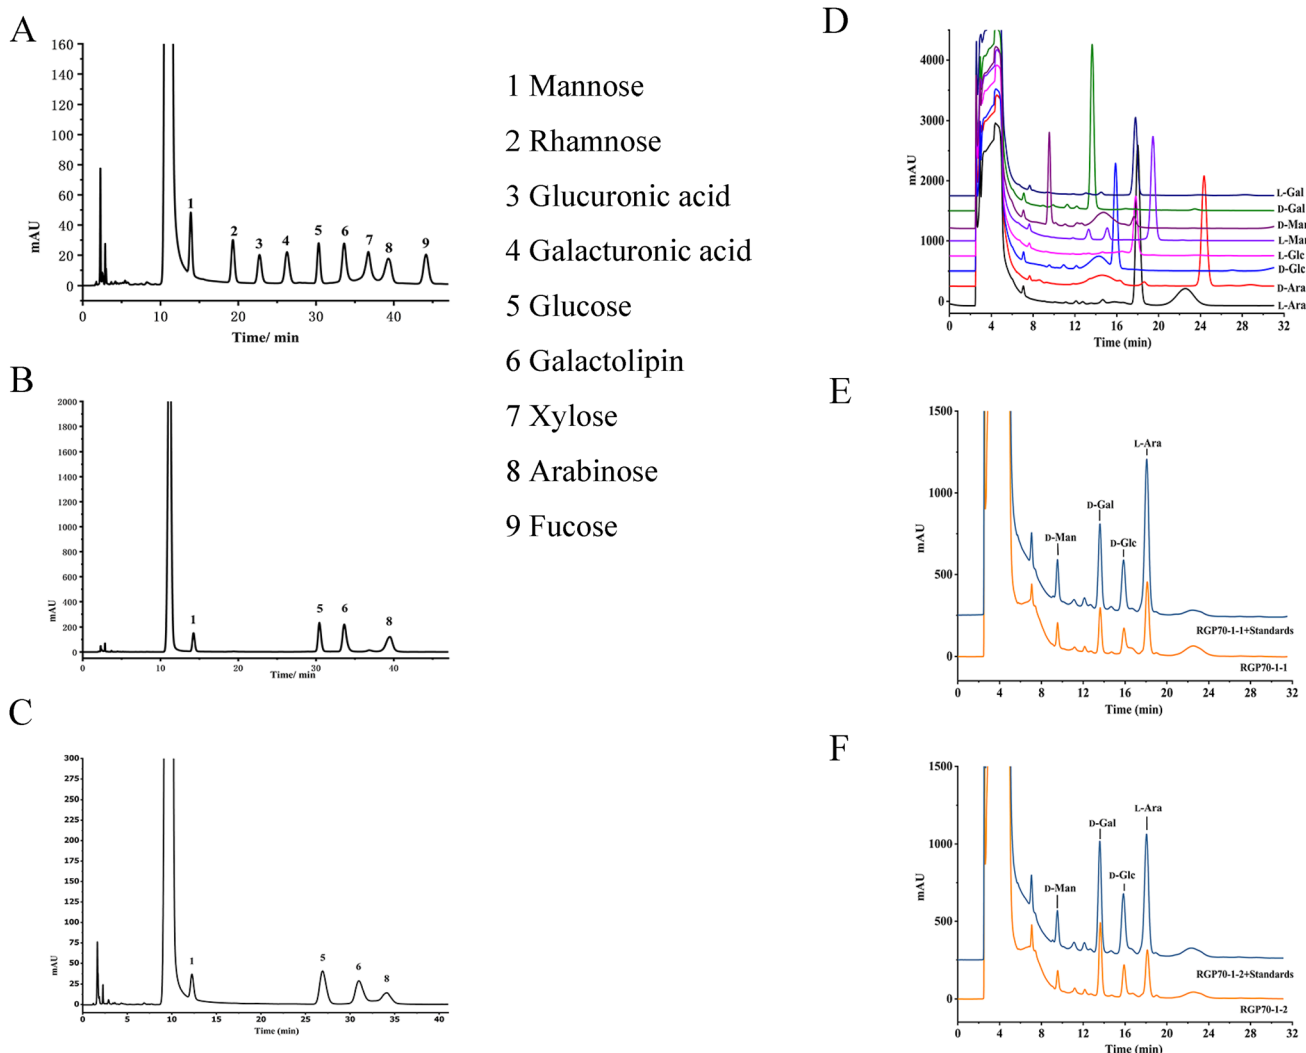 A
160
140
120
100
80
60
40
20
0
mAU
1
2
3
4
5
6
7
8
9
0
10
20
30
40
Time/ min
1 Mannose
2 Rhamnose
3 Glucuronic acid
4 Galacturonic acid
5 Glucose
6 Galactolipin
7 Xylose
8 Arabinose
9 Fucose
B
2000
1800
1600
1400
1200
1000
800
600
400
200
0
mAU
1
5
6
8
0
10
20
30
40
Time/ min
C
300
275
250
225
200
175
150
125
100
75
50
25
0
mAU
1
5
6
8
0
5
10
15
20
25
30
35
40
Time (min)
D
4000
3000
2000
1000
0
mAU
L-Gal
D-Gal
D-Man
L-Man
L-Glc
D-Glc
D-Ara
L-Ara
0
4
8
12
16
20
24
28
32
Time (min)
E
1500
1000
500
0
mAU
D-Man
D-Gal
D-Glc
L-Ara
RGP70-1-1+Standards
RGP70-1-1
0
4
8
12
16
20
24
28
32
Time (min)
F
1500
1000
500
0
mAU
D-Man
D-Gal
D-Glc
L-Ara
RGP70-1-2+Standards
RGP70-1-2
0
4
8
12
16
20
24
28
32
Time (min)